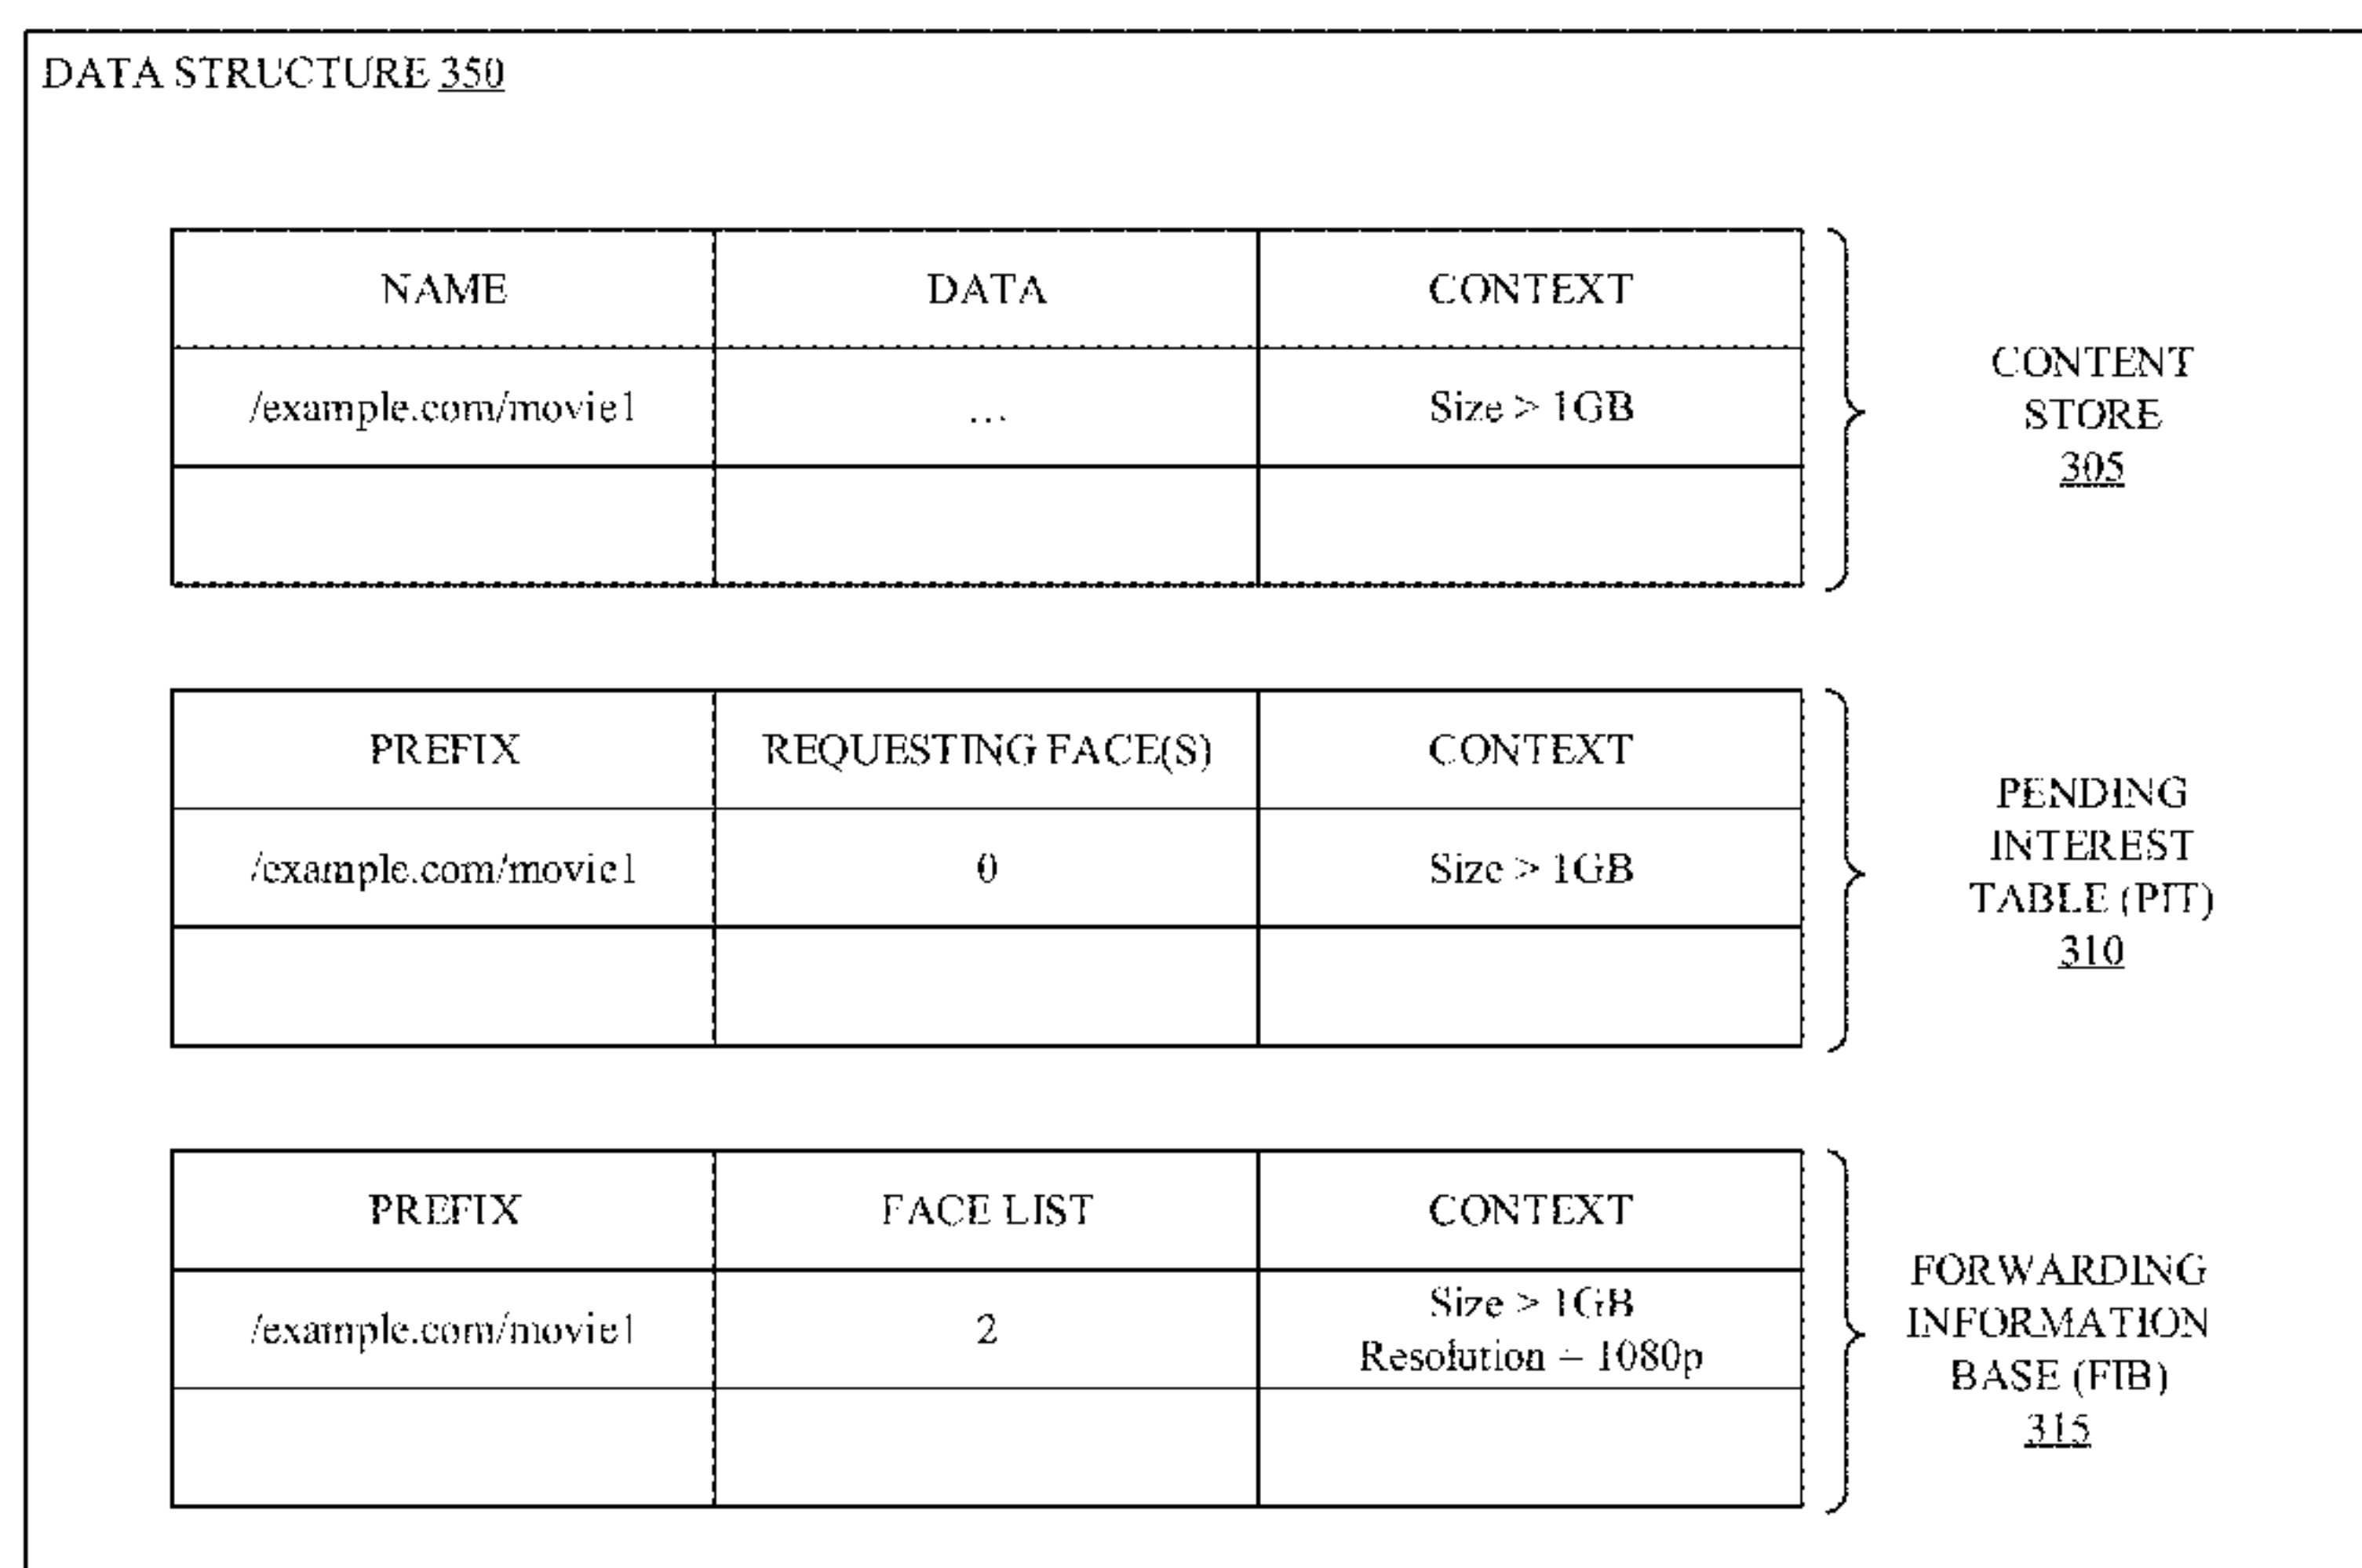 DATA STRUCTURE 350
NAME DATA CONTEXT
/example.com/movie1 ... Size > 1GB
CONTENT
STORE
305
PREFIX REQUESTING FACE(S) CONTEXT
/example.com/movie1 0 Size > 1GB
PENDING
INTEREST
TABLE (PIT)
310
PREFIX FACE LIST CONTEXT
/example.com/movie1 2 Size > 1GB
Resolution = 1080p
FORWARDING
INFORMATION
BASE (FIB)
315